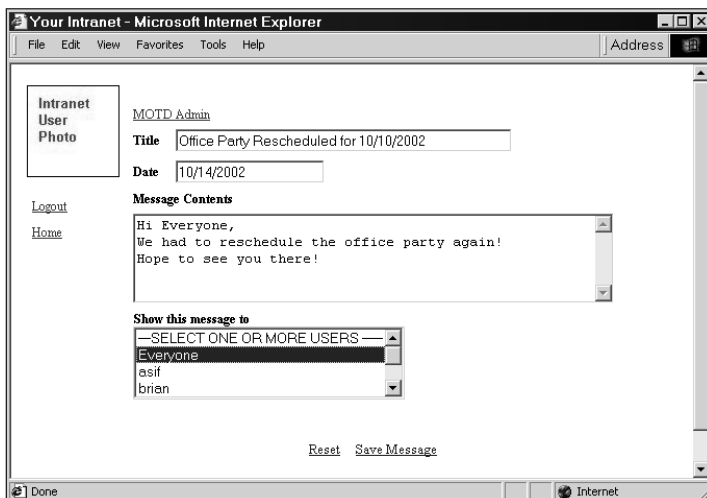 Your Intranet - Microsoft Internet Explorer
File Edit View Favorites Tools Help Address
Intranet
User
Photo
MOTD Admin
Title Office Party Rescheduled for 10/10/2002
Date 10/14/2002
Logout
Message Contents
Home
Hi Everyone,
We had to reschedule the office party again!
Hope to see you there!
Show this message to
—SELECT ONE OR MORE USERS —
Everyone
asif
brian
Reset Save Message
Done Internet